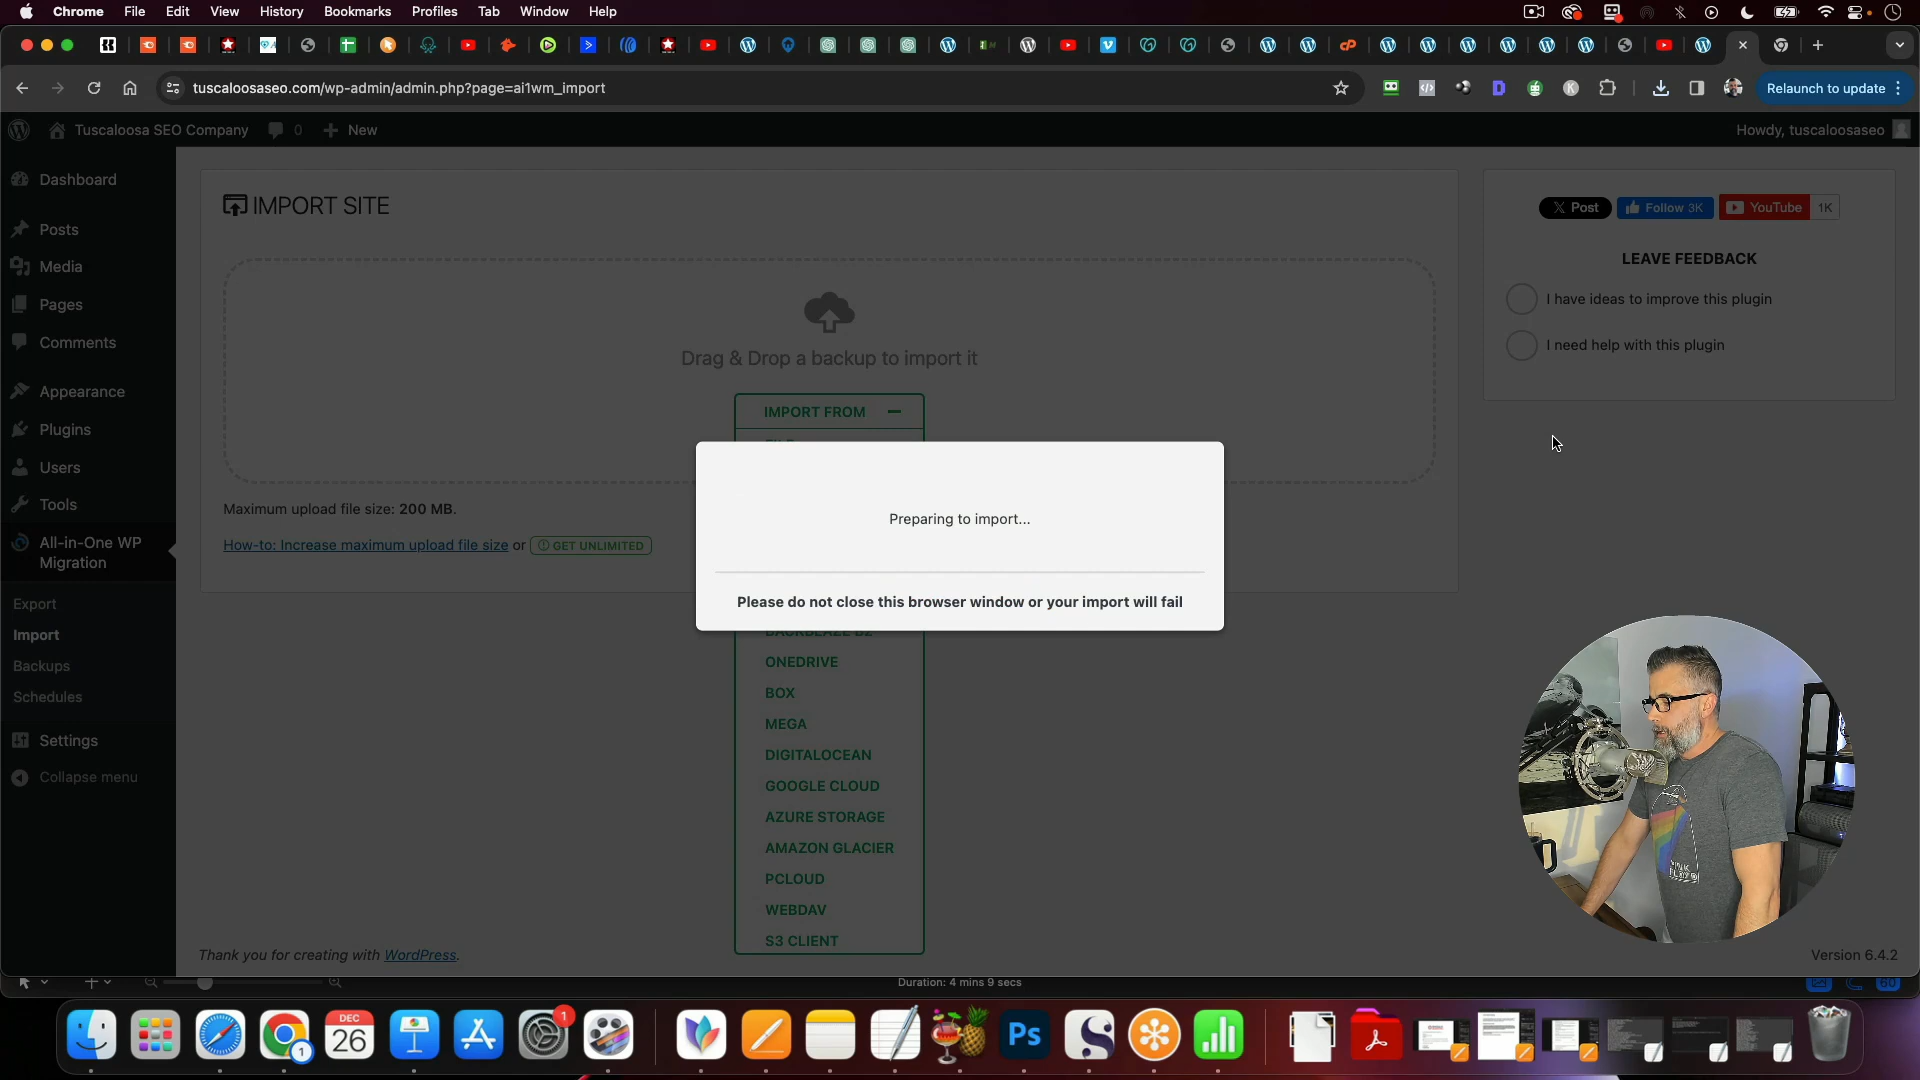 Chrome File Edit View History Bookmarks Profiles Tab Window Help
tuscaloosaseo.com/wp-admin/admin.php?page=ai1wm_import
Relaunch to update
Tuscaloosa SEO Company 0 New
Howdy, tuscaloosaseo
Dashboard
Posts
Media
Pages
Comments
Appearance
Plugins
Users
Tools
All-in-One WP
Migration
Export
Import
Backups
Schedules
Settings
Collapse menu
IMPORT SITE
Drag & Drop a backup to import it
IMPORT FROM
Maximum upload file size: 200 MB.
How-to: Increase maximum upload file size or GET UNLIMITED
Preparing to import...
Please do not close this browser window or your import will fail
BACKBLAZE B2
ONEDRIVE
BOX
MEGA
DIGITALOCEAN
GOOGLE CLOUD
AZURE STORAGE
AMAZON GLACIER
PCLOUD
WEBDAV
S3 CLIENT
Post Follow 3K YouTube 1K
LEAVE FEEDBACK
I have ideas to improve this plugin
I need help with this plugin
Thank you for creating with WordPress.
Version 6.4.2
Duration: 4 mins 9 secs
60
1
DEC
26
1
Ps